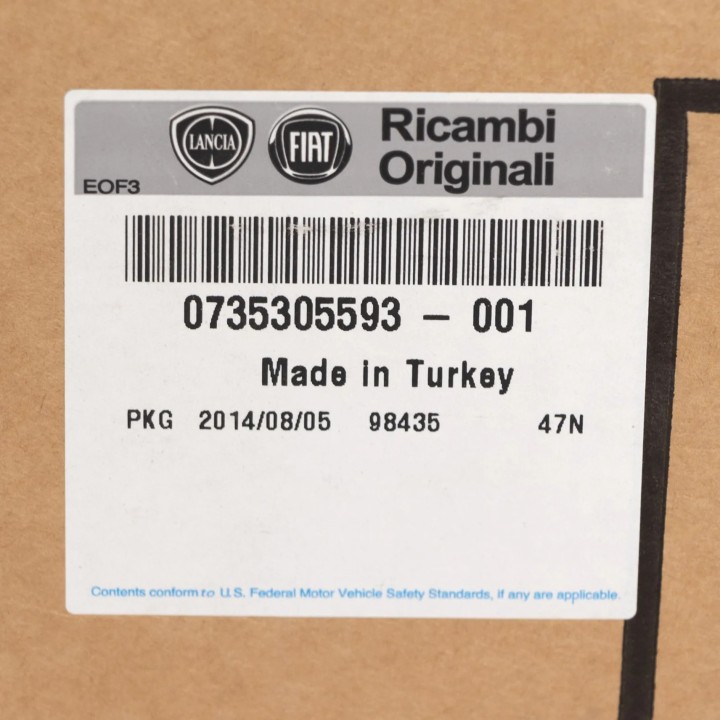 LANCIA FIAT Ricambi
Originali
EOF3
0735305593 – 001
Made in Turkey
PKG 2014/08/05 98435 47N
Contents conform to U.S. Federal Motor Vehicle Safety Standards, if any are applicable.